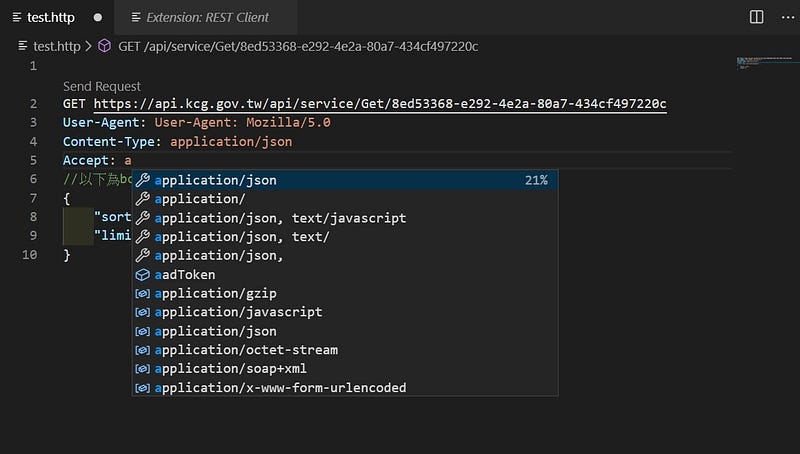 test.http
Extension: REST Client
test.http > GET /api/service/Get/8ed53368-e292-4e2a-80a7-434cf497220c
1
Send Request
2 GET https://api.kcg.gov.tw/api/service/Get/8ed53368-e292-4e2a-80a7-434cf497220c
3 User-Agent: User-Agent: Mozilla/5.0
4 Content-Type: application/json
5 Accept: a
6 //以下為bo
7 {
8 "sort
9 "limi
10 }
application/json 21%
application/
application/json, text/javascript
application/json, text/
application/json,
aadToken
application/gzip
application/javascript
application/json
application/octet-stream
application/soap+xml
application/x-www-form-urlencoded